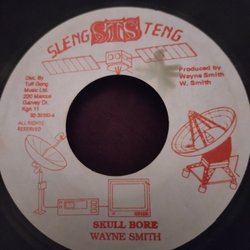 SLENG STS TENG
Disc. By
Tuff Gong
Music Ltd.
220 Marcus
Garvey Dr.
Kgn 11
ALL RIGHTS
RESERVED
Produced by
Wayne Smith
W. Smith
SKULL BORE
WAYNE SMITH